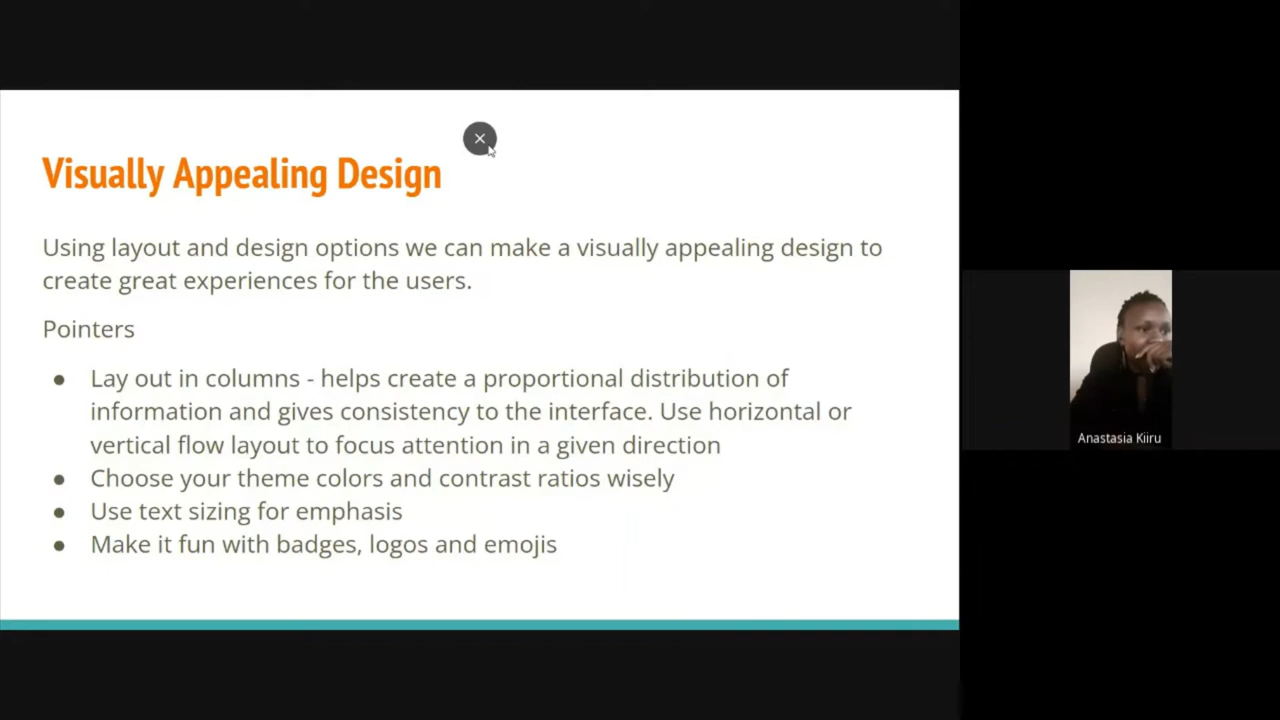 Visually Appealing Design
Using layout and design options we can make a visually appealing design to
create great experiences for the users.
Pointers
● Lay out in columns - helps create a proportional distribution of
information and gives consistency to the interface. Use horizontal or
vertical flow layout to focus attention in a given direction
● Choose your theme colors and contrast ratios wisely
● Use text sizing for emphasis
● Make it fun with badges, logos and emojis
Anastasia Kiiru